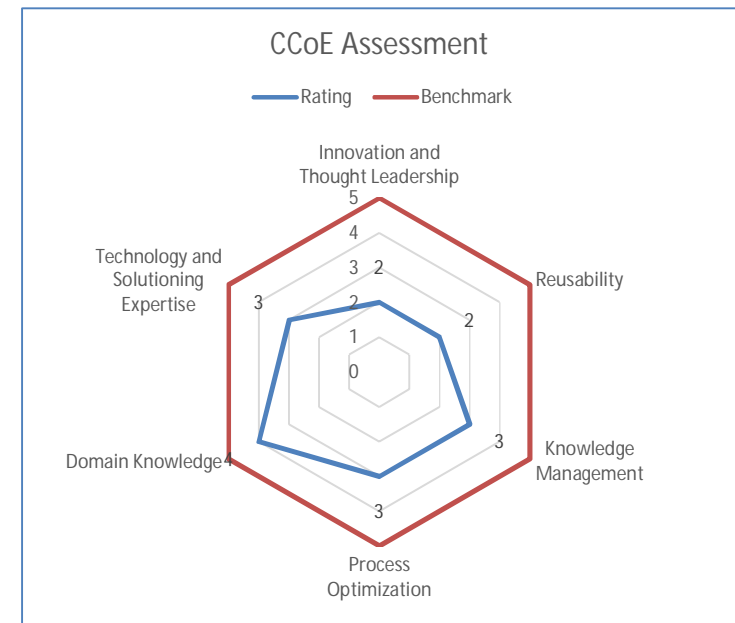 CCoE Assessment
Rating Benchmark
Innovation and
Thought Leadership
5
4
3 2
2
1
0
Reusability
2
Knowledge
Management
3
Process
Optimization
3
Domain Knowledge 4
Technology and
Solutioning
Expertise
3